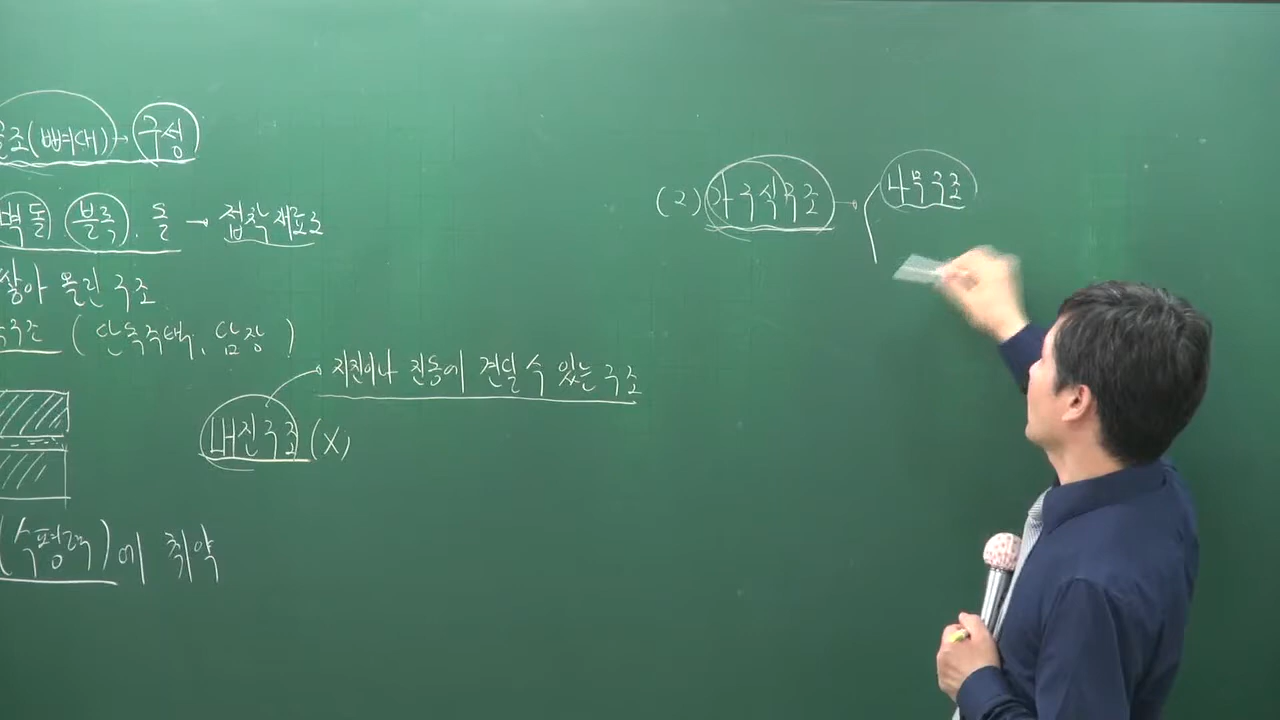 골조(뼈대) → 구성
벽돌, 블록, 돌 → 접착재료로
쌓아 올린 구조
구조 (단독주택, 담장)
지진이나 진동에 견딜 수 있는 구조
내진구조 (X)
(수평력)에 취약
(2) 가구식구조 → 나무구조